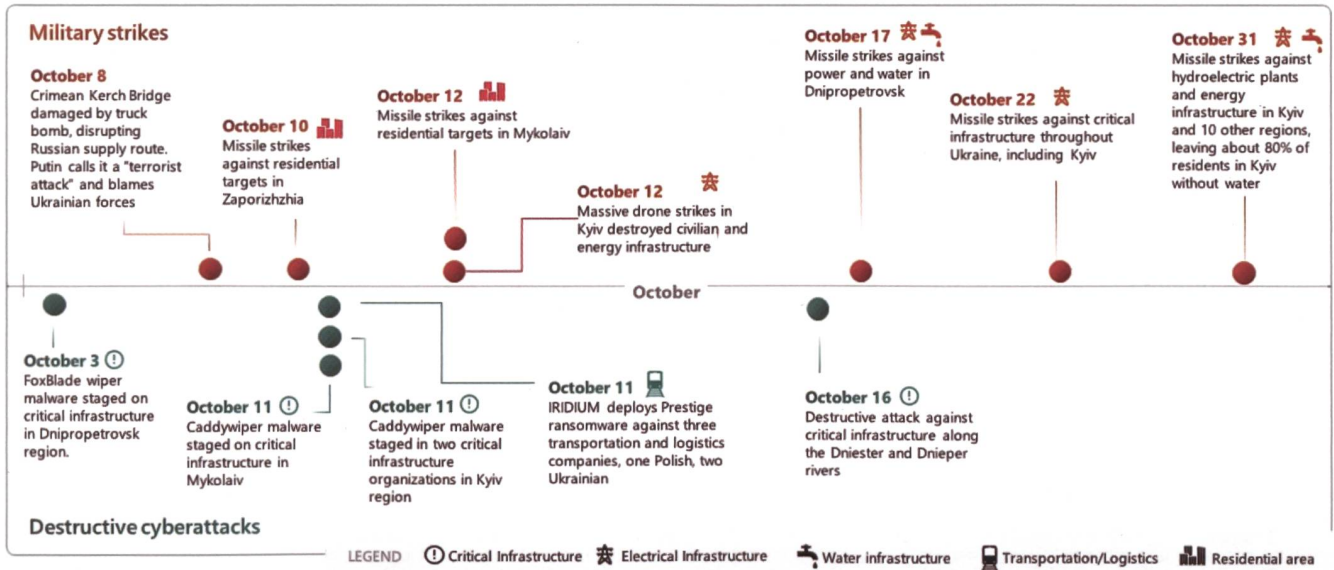 Military strikes
October 8
Crimean Kerch Bridge
damaged by truck
bomb, disrupting
Russian supply route.
Putin calls it a "terrorist
attack" and blames
Ukrainian forces
October 10
Missile strikes
against residential
targets in
Zaporizhzhia
October 12
Missile strikes against
residential targets in Mykolaiv
October 12
Massive drone strikes in
Kyiv destroyed civilian and
energy infrastructure
October 17
Missile strikes against
power and water in
Dnipropetrovsk
October 22
Missile strikes against critical
infrastructure throughout
Ukraine, including Kyiv
October 31
Missile strikes against
hydroelectric plants
and energy
infrastructure in Kyiv
and 10 other regions,
leaving about 80% of
residents in Kyiv
without water
October
October 3
FoxBlade wiper
malware staged on
critical infrastructure
in Dnipropetrovsk
region.
October 11
Caddywiper malware
staged on critical
infrastructure in
Mykolaiv
October 11
Caddywiper malware
staged in two critical
infrastructure
organizations in Kyiv
region
October 11
IRIDIUM deploys Prestige
ransomware against three
transportation and logistics
companies, one Polish, two
Ukrainian
October 16
Destructive attack against
critical infrastructure along
the Dniester and Dnieper
rivers
Destructive cyberattacks
LEGEND
Critical Infrastructure
Electrical Infrastructure
Water infrastructure
Transportation/Logistics
Residential area